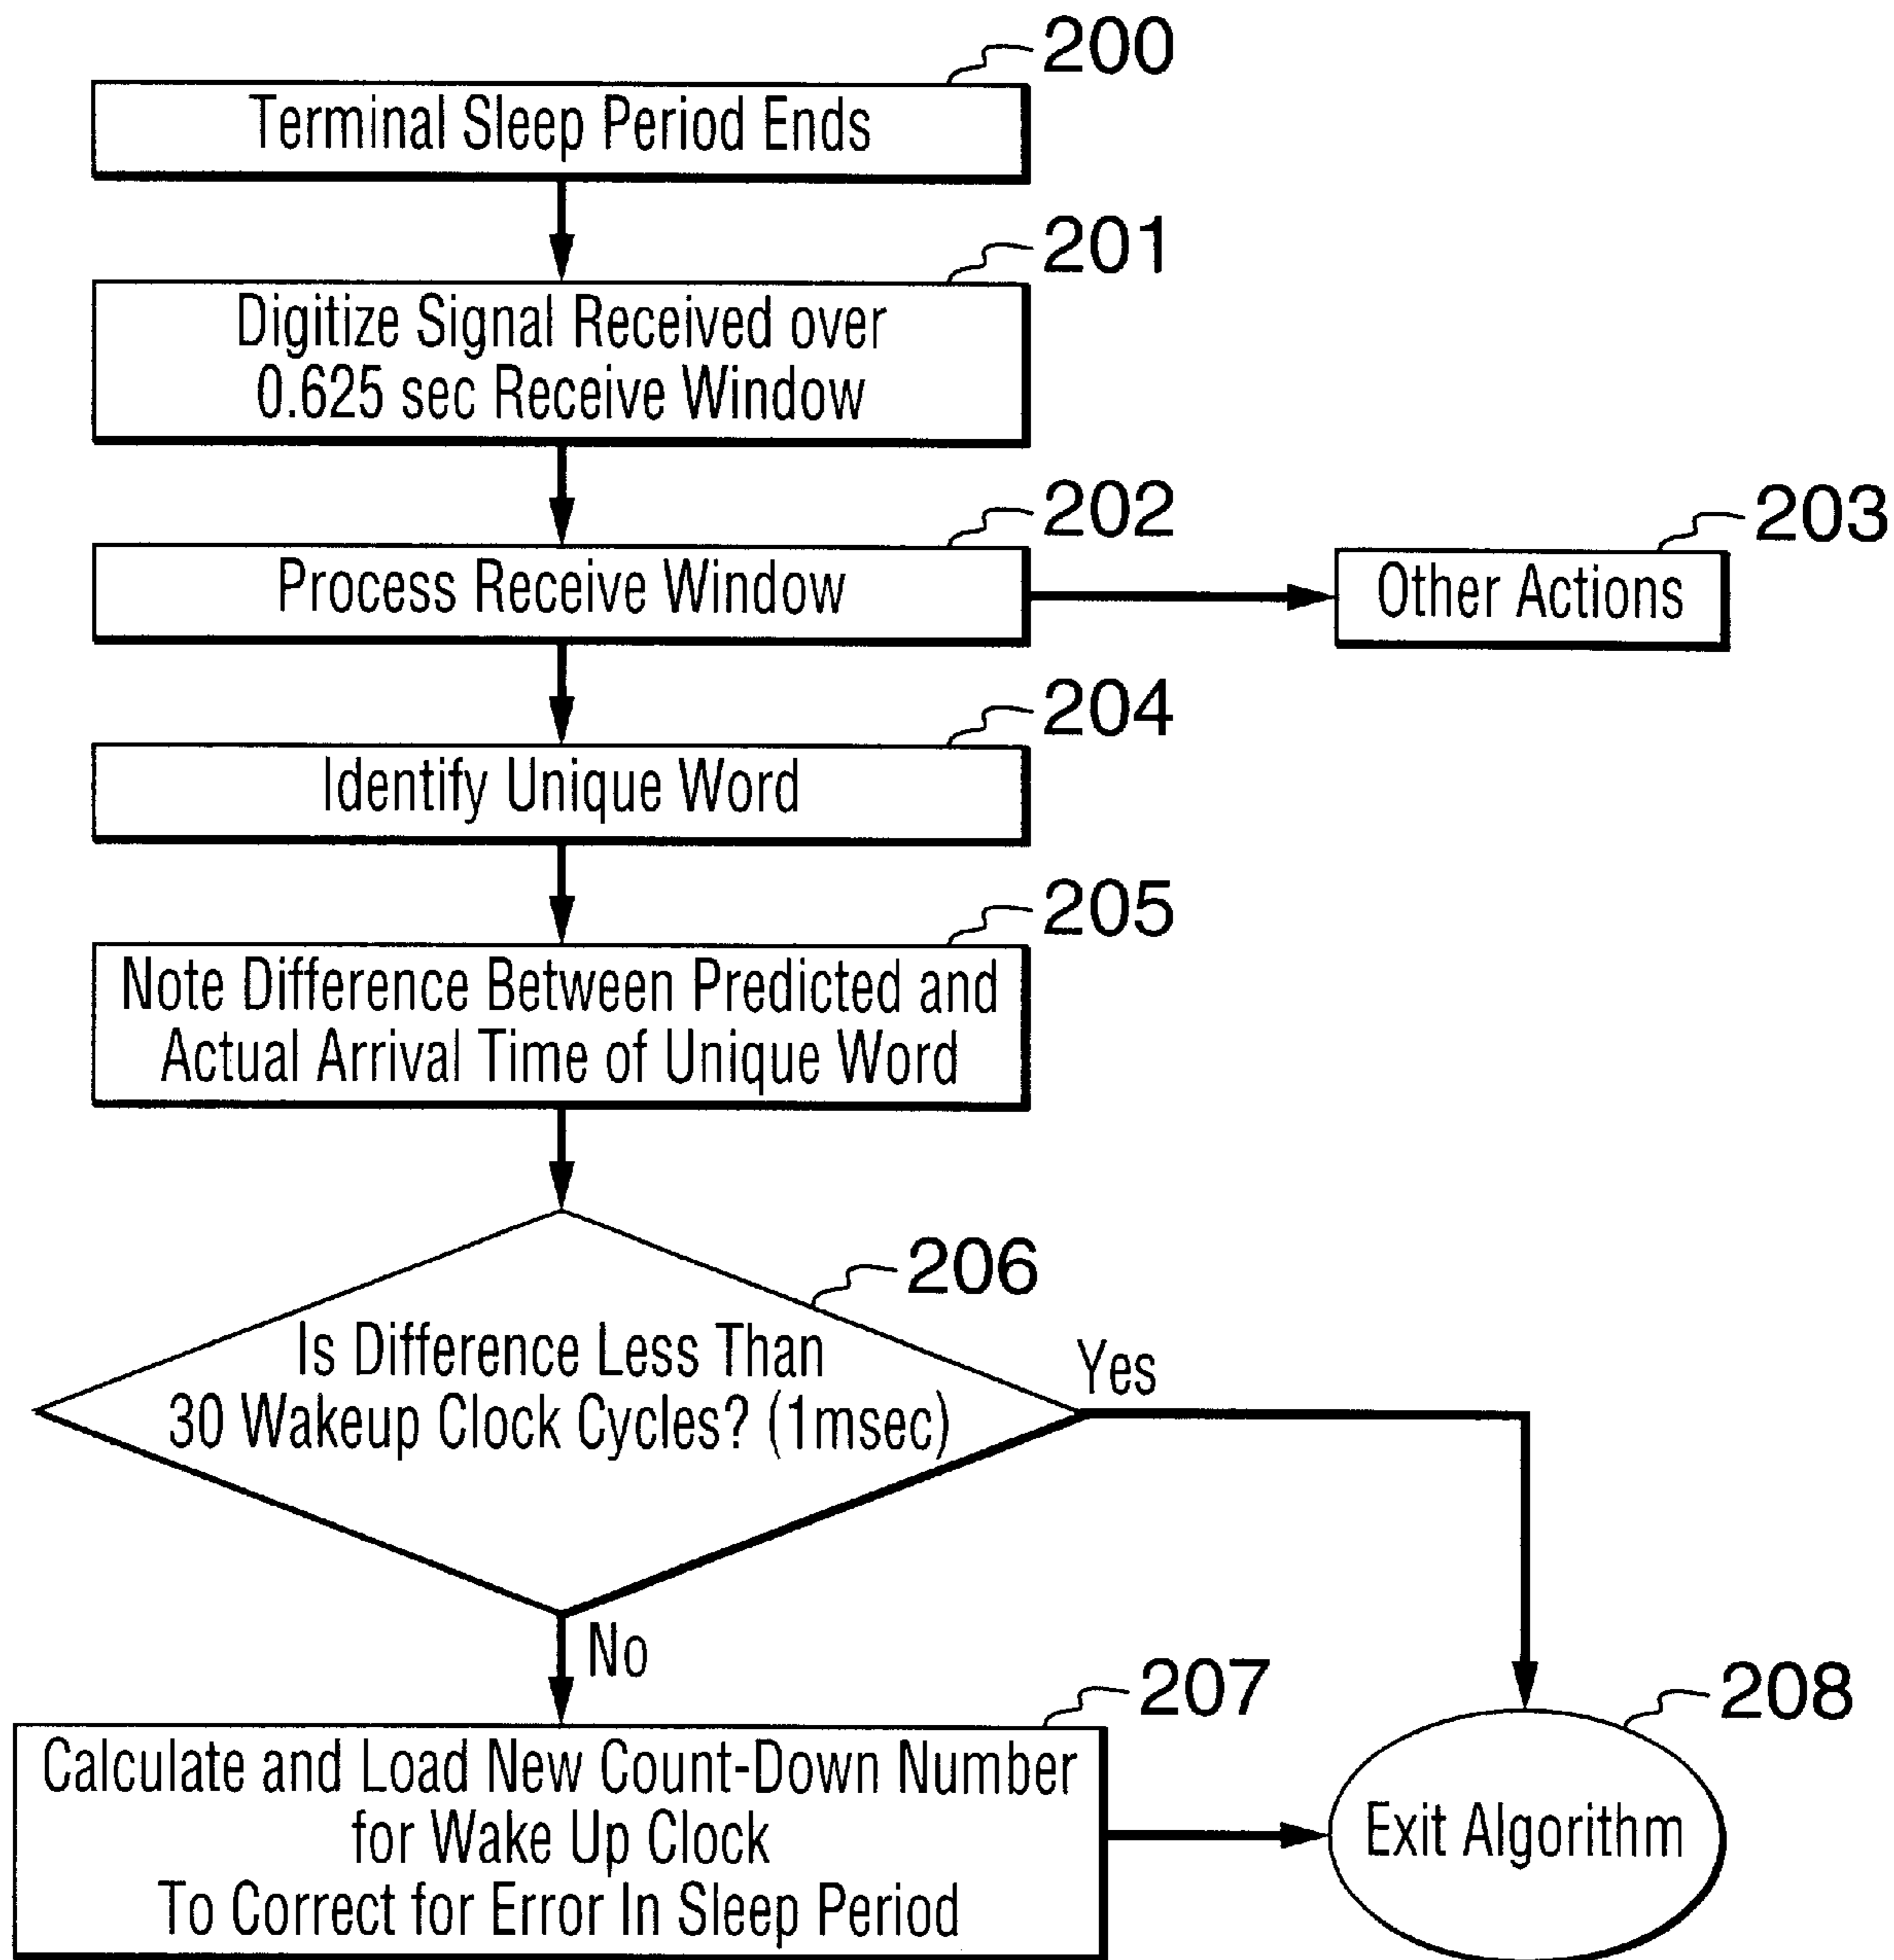 200
Terminal Sleep Period Ends
201
Digitize Signal Received over
0.625 sec Receive Window
202
Process Receive Window
203
Other Actions
204
Identify Unique Word
205
Note Difference Between Predicted and
Actual Arrival Time of Unique Word
206
Is Difference Less Than
30 Wakeup Clock Cycles? (1msec)
Yes
No
207
Calculate and Load New Count-Down Number
for Wake Up Clock
To Correct for Error In Sleep Period
208
Exit Algorithm